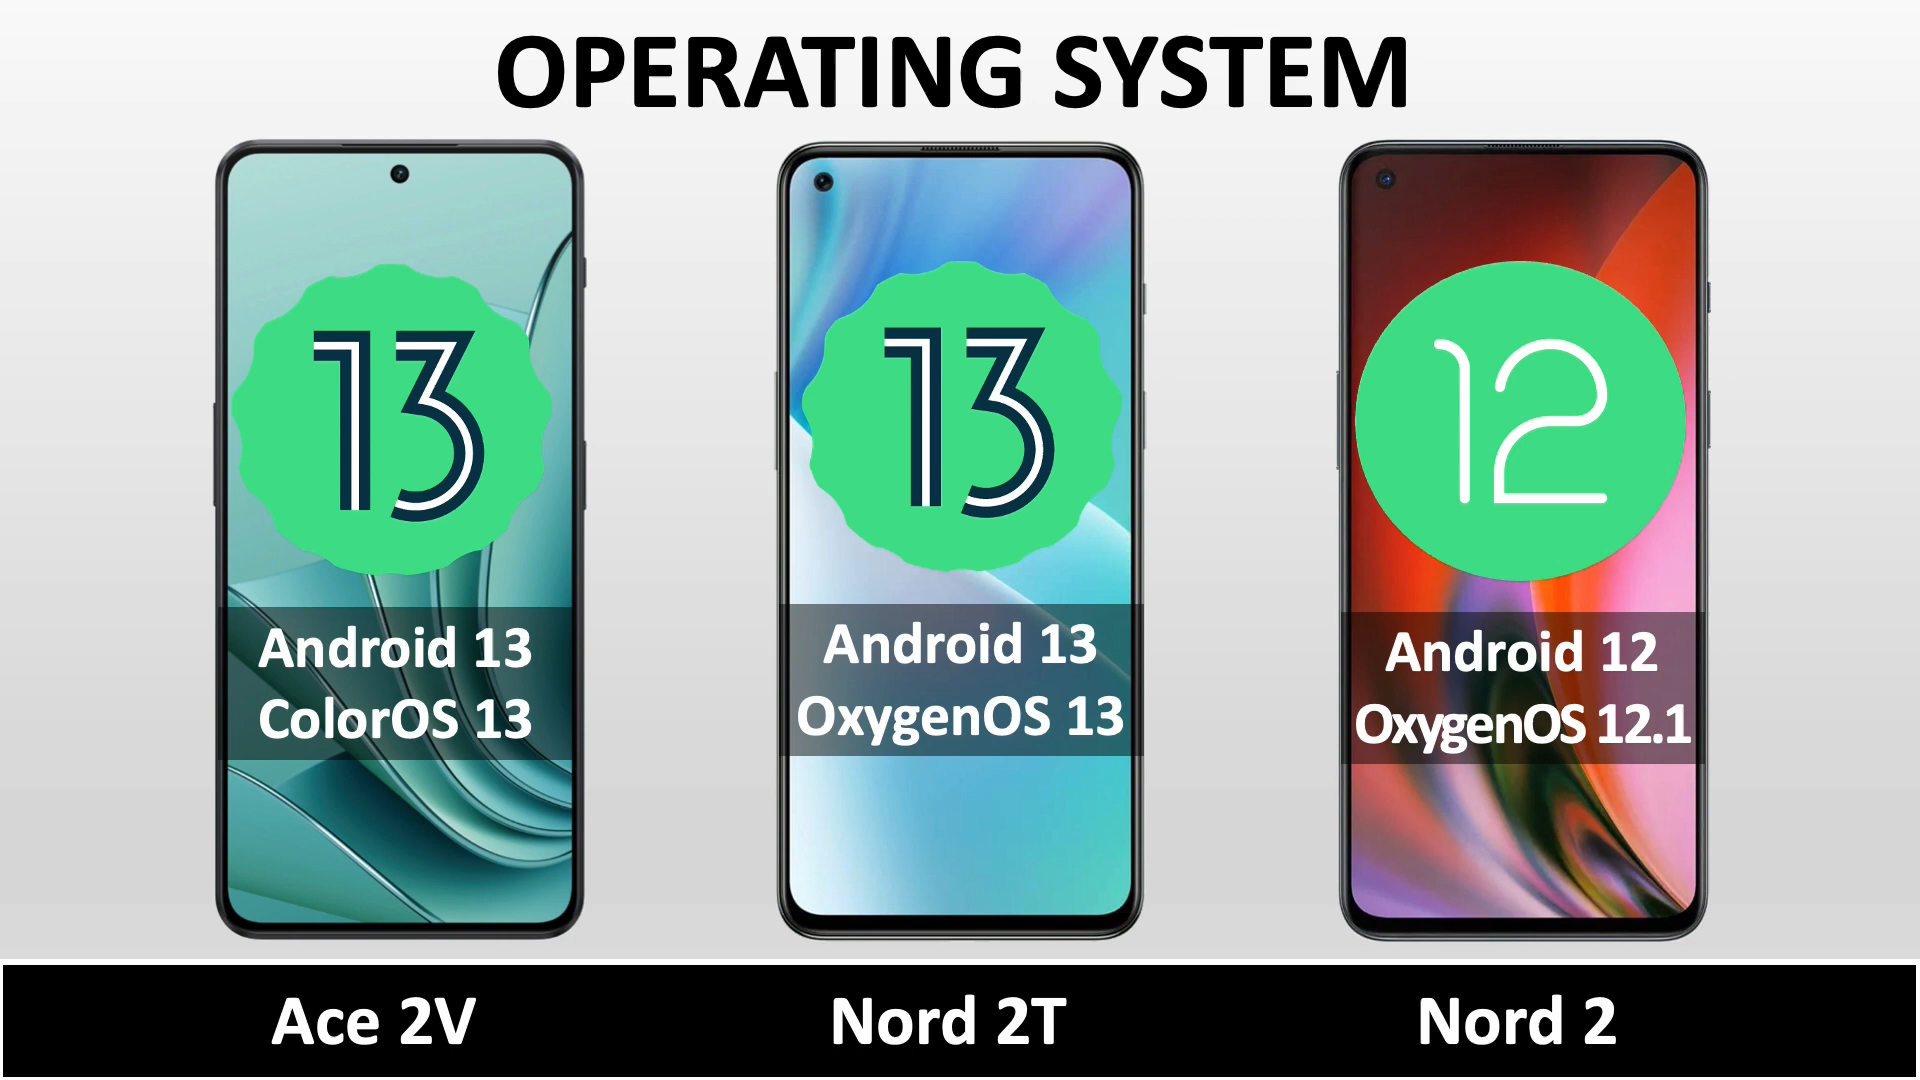 OPERATING SYSTEM
13
Android 13
ColorOS 13
13
Android 13
OxygenOS 13
12
Android 12
OxygenOS 12.1
Ace 2V
Nord 2T
Nord 2